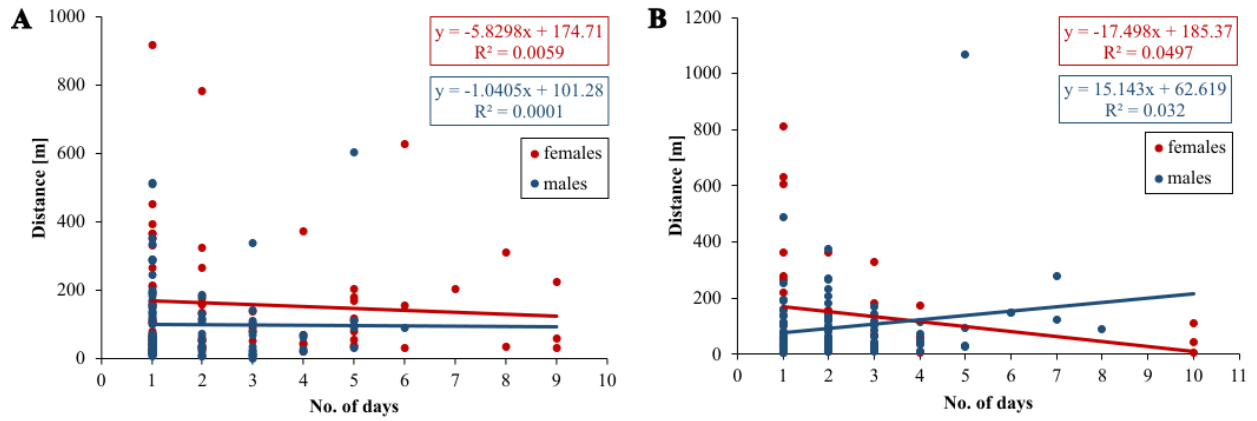 A
1000
800
600
400
200
0
0 1 2 3 4 5 6 7 8 9 10
Distance [m]
No. of days
y = -5.8298x + 174.71
R² = 0.0059
y = -1.0405x + 101.28
R² = 0.0001
females
males
B
1200
1000
800
600
400
200
0
0 1 2 3 4 5 6 7 8 9 10 11
Distance [m]
No. of days
y = -17.498x + 185.37
R² = 0.0497
y = 15.143x + 62.619
R² = 0.032
females
males